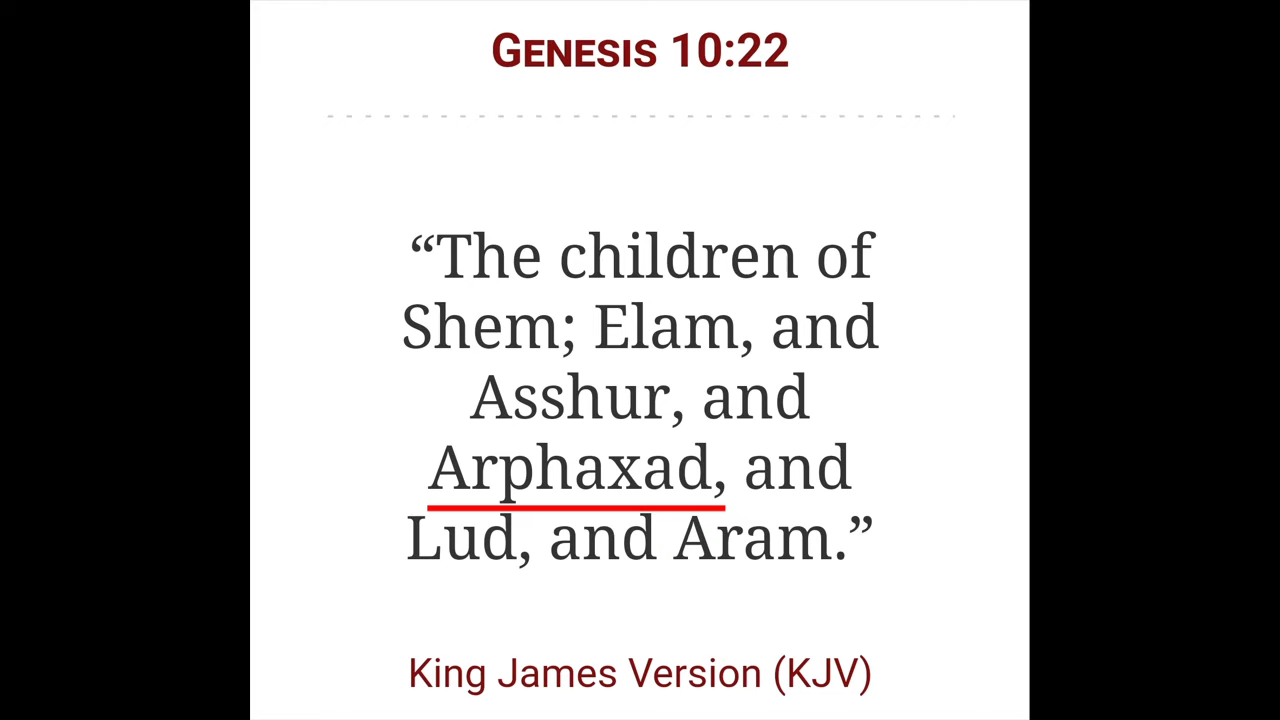 GENESIS 10:22
“The children of
Shem; Elam, and
Asshur, and
Arphaxad, and
Lud, and Aram.”
King James Version (KJV)